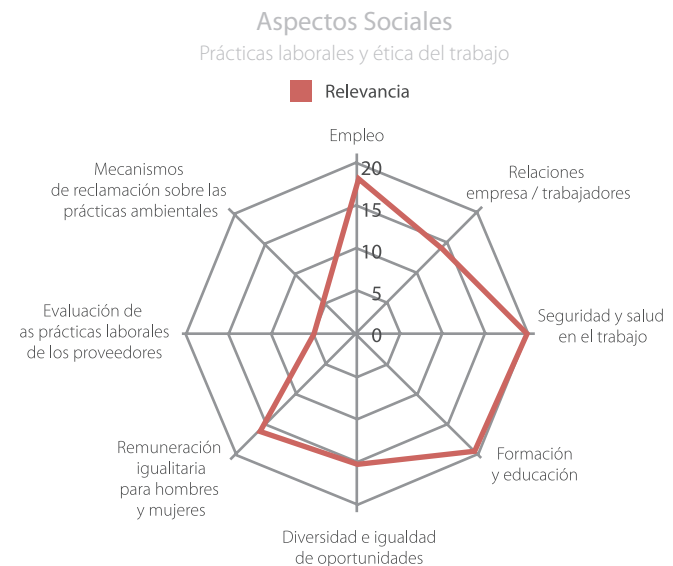 Aspectos Sociales
Prácticas laborales y ética del trabajo
Relevancia
Empleo
Mecanismos
de reclamación sobre las
prácticas ambientales
Relaciones
empresa / trabajadores
20
15
10
5
0
Evaluación de
as prácticas laborales
de los proveedores
Seguridad y salud
en el trabajo
Remuneración
igualitaria
para hombres
y mujeres
Formación
y educación
Diversidad e igualdad
de oportunidades